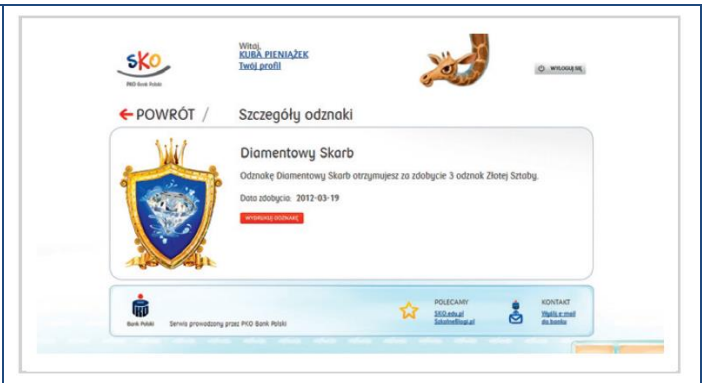 Witaj,
KUBA PIENIĄŻEK
Twój profil
SKO
PKO Bank Polski
WYLOGUJ SIĘ
POWRÓT / Szczegóły odznaki
Diamentowy Skarb
Odznakę Diamentowy Skarb otrzymujesz za zdobycie 3 odznak Złotej Sztaby.
Data zdobycia: 2012-03-19
WYDRUKUJ ODZNAKĘ
Bank Polski
Serwis prowadzony przez PKO Bank Polski
POLECAMY
SKO.edu.pl
SzkolneBlogi.pl
KONTAKT
Wyślij e-mail
do banku